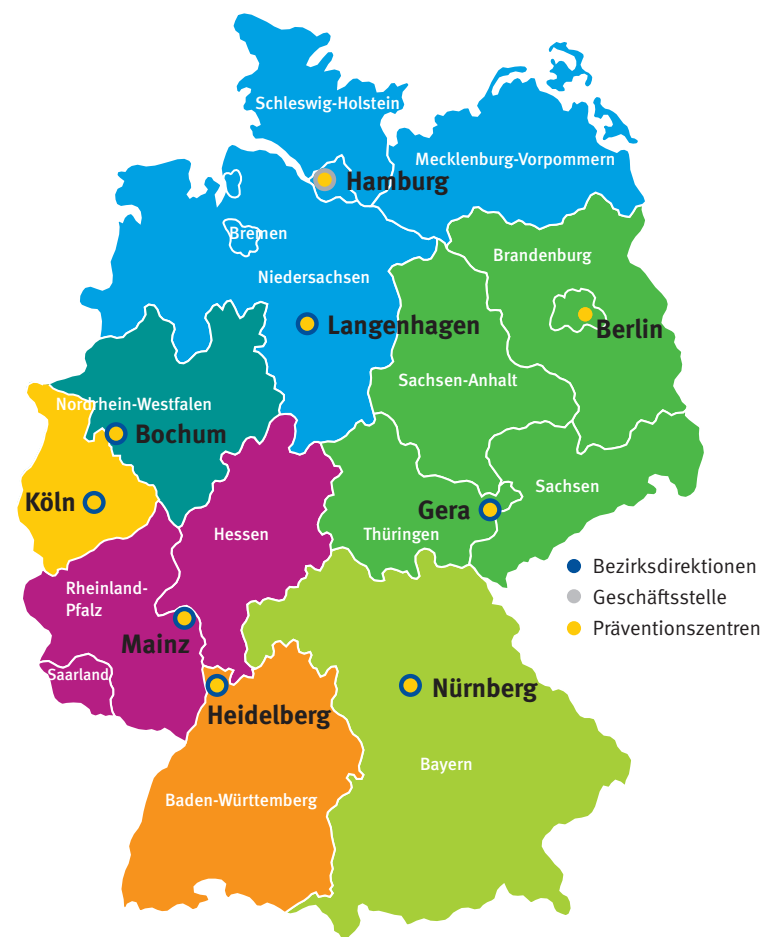 Schleswig-Holstein
Mecklenburg-Vorpommern
Hamburg
Bremen
Brandenburg
Niedersachsen
Langenhagen
Berlin
Sachsen-Anhalt
Nordrhein-Westfalen
Bochum
Sachsen
Köln
Gera
Hessen
Thüringen
Bezirksdirektionen
Rheinland-
Pfalz
Geschäftsstelle
Präventionszentren
Mainz
Saarland
Nürnberg
Heidelberg
Bayern
Baden-Württemberg